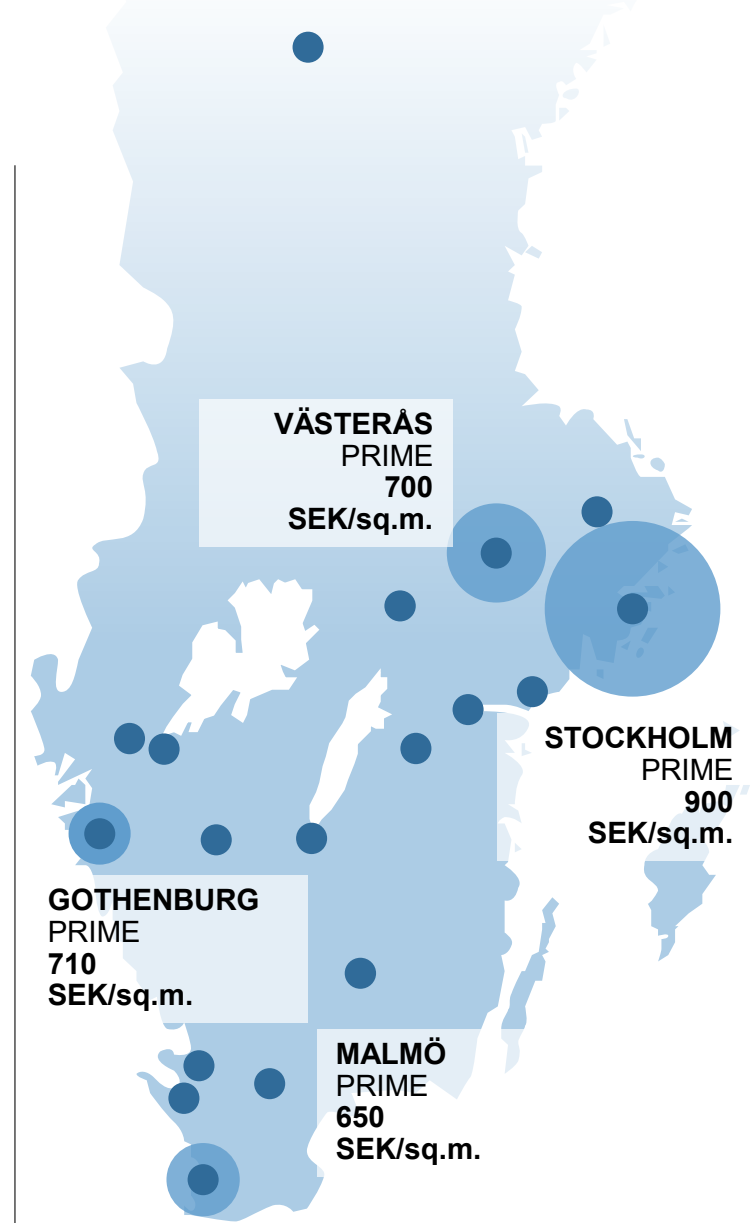 VÄSTERÅS
PRIME
700
SEK/sq.m.
STOCKHOLM
PRIME
900
SEK/sq.m.
GOTHENBURG
PRIME
710
SEK/sq.m.
MALMÖ
PRIME
650
SEK/sq.m.